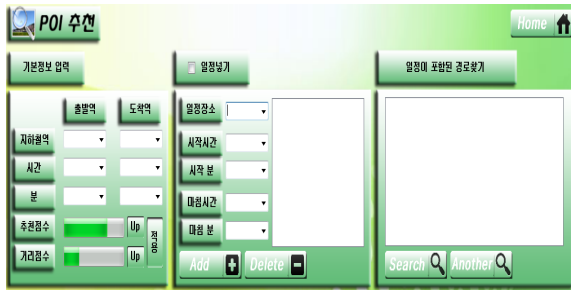 POI 추천
Home
기본정보 입력
일정넣기
일정이 포함된 경로찾기
출발역 도착역
지하철역
시간
분
추천점수 Up
거리점수 Up
적용
일정장소
시작시간
시작 분
마침시간
마침 분
Add Delete
Search Another